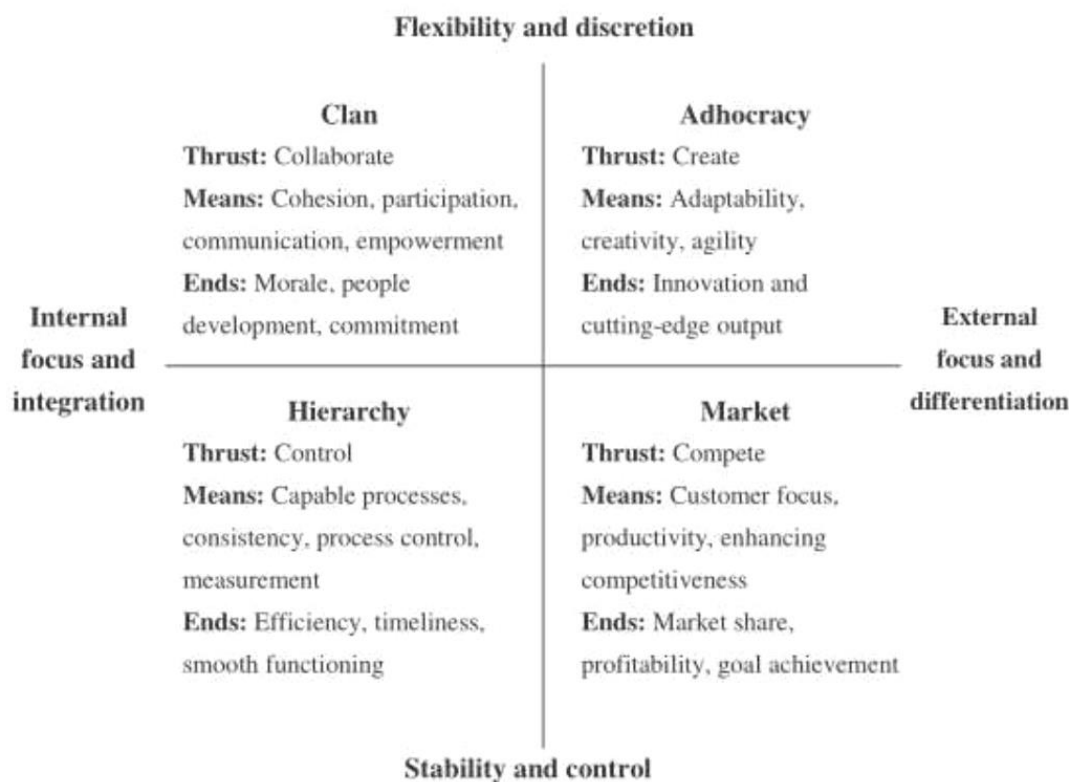 Flexibility and discretion
Clan
Thrust: Collaborate
Means: Cohesion, participation,
communication, empowerment
Ends: Morale, people
development, commitment
Adhocracy
Thrust: Create
Means: Adaptability,
creativity, agility
Ends: Innovation and
cutting-edge output
Internal
focus and
integration
External
focus and
differentiation
Hierarchy
Thrust: Control
Means: Capable processes,
consistency, process control,
measurement
Ends: Efficiency, timeliness,
smooth functioning
Market
Thrust: Compete
Means: Customer focus,
productivity, enhancing
competitiveness
Ends: Market share,
profitability, goal achievement
Stability and control